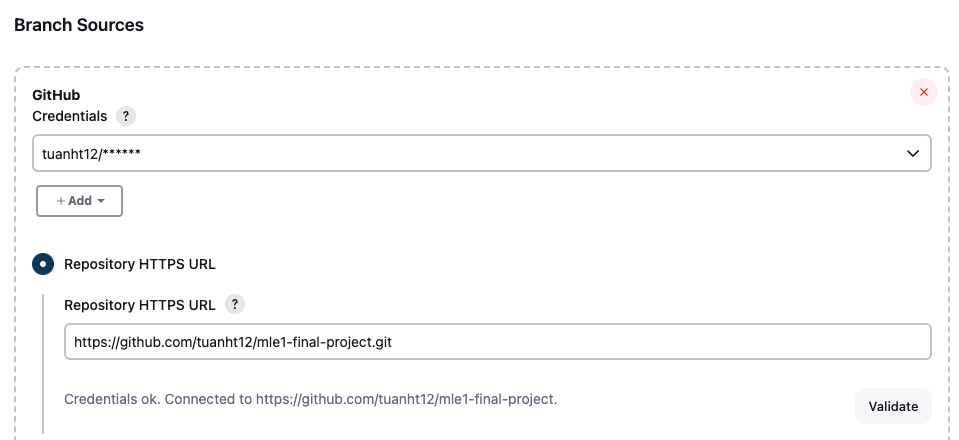 Branch Sources
GitHub
Credentials ?
tuanht12/******
+ Add
Repository HTTPS URL
Repository HTTPS URL ?
https://github.com/tuanht12/mle1-final-project.git
Credentials ok. Connected to https://github.com/tuanht12/mle1-final-project.
Validate